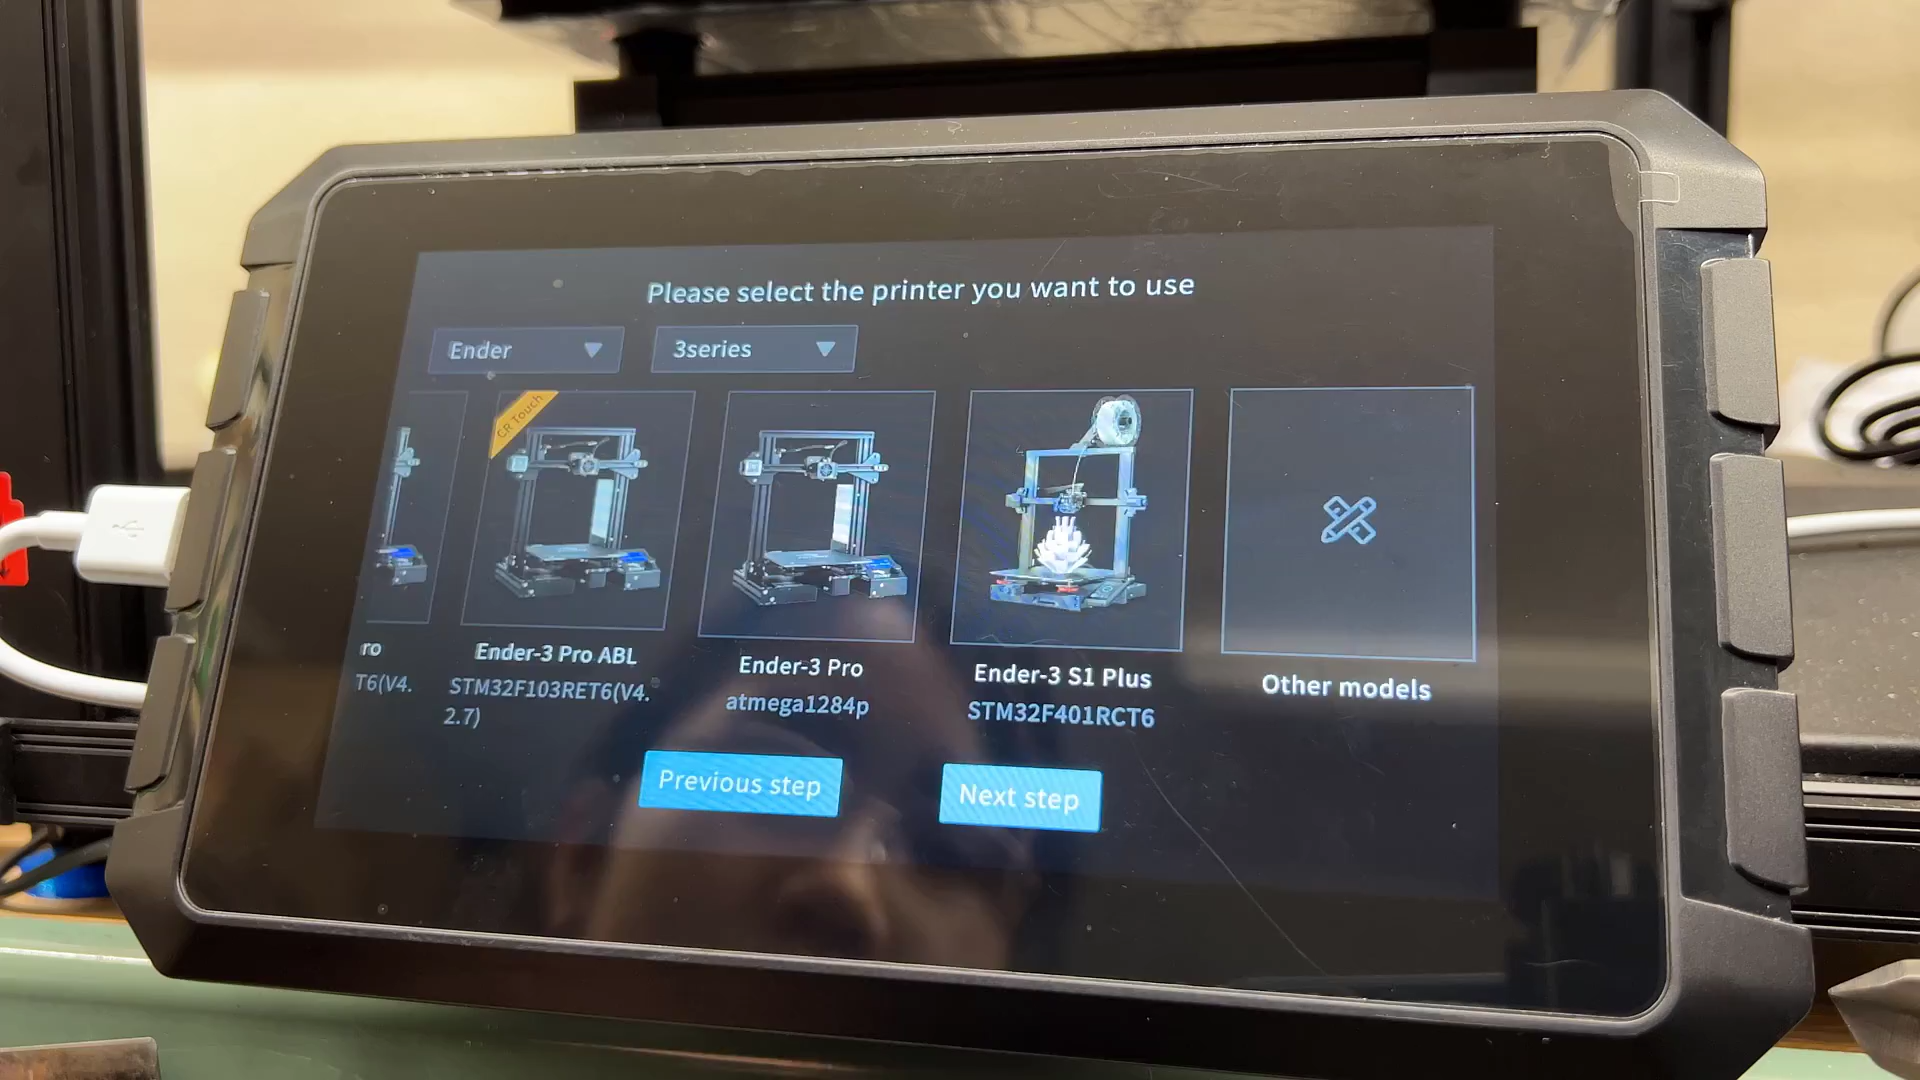 Please select the printer you want to use
Ender
3series
CR Touch
ro
T6(V4.
Ender-3 Pro ABL
STM32F103RET6(V4.
2.7)
Ender-3 Pro
atmega1284p
Ender-3 S1 Plus
STM32F401RCT6
Other models
Previous step
Next step